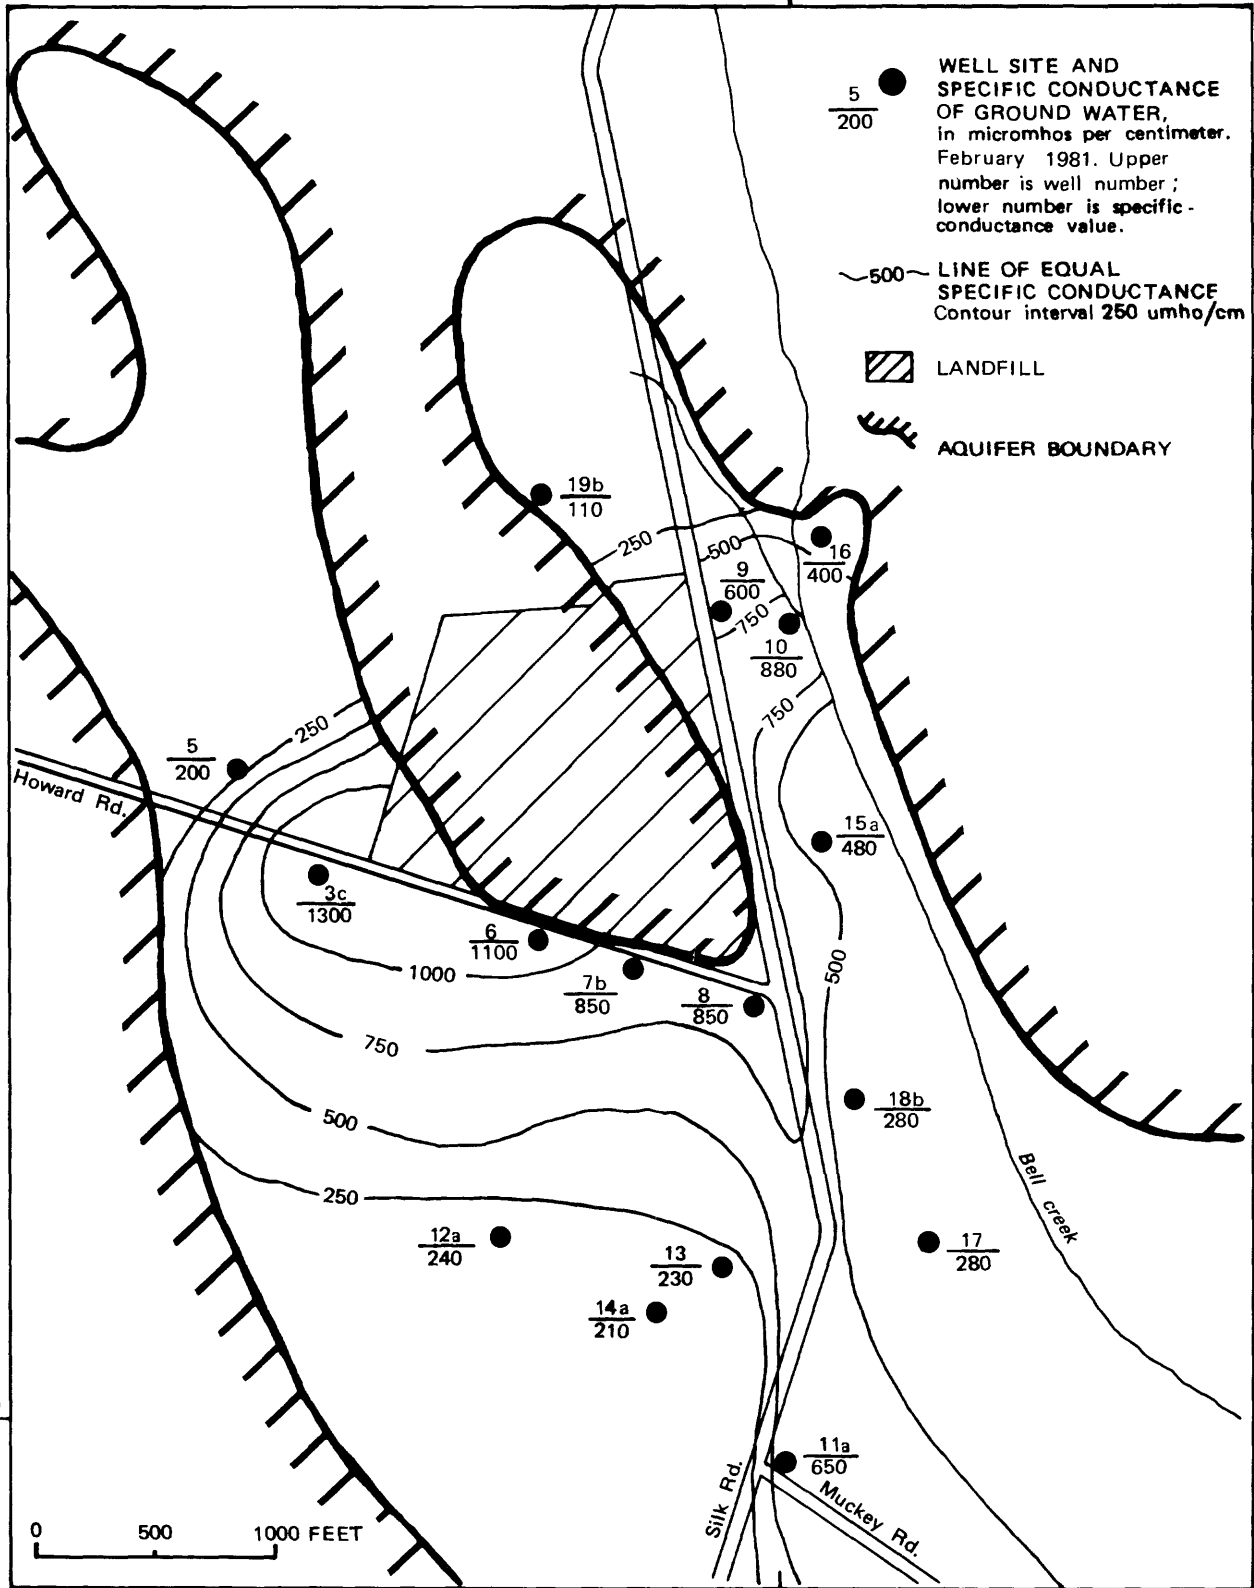 5
200
WELL SITE AND
SPECIFIC CONDUCTANCE
OF GROUND WATER,
in micromhos per centimeter.
February 1981. Upper
number is well number ;
lower number is specific-
conductance value.
500 LINE OF EQUAL
SPECIFIC CONDUCTANCE
Contour interval 250 umho/cm
LANDFILL
AQUIFER BOUNDARY
19b
110
250
500
16
400
9
600
750
10
880
750
250
5
200
Howard Rd.
15a
480
3c
1300
6
1100
1000
7b
850
8
850
500
750
18b
280
500
Bell creek
250
12a
240
13
230
17
280
14a
210
11a
650
Silk Rd.
Muckey Rd.
0 500 1000 FEET